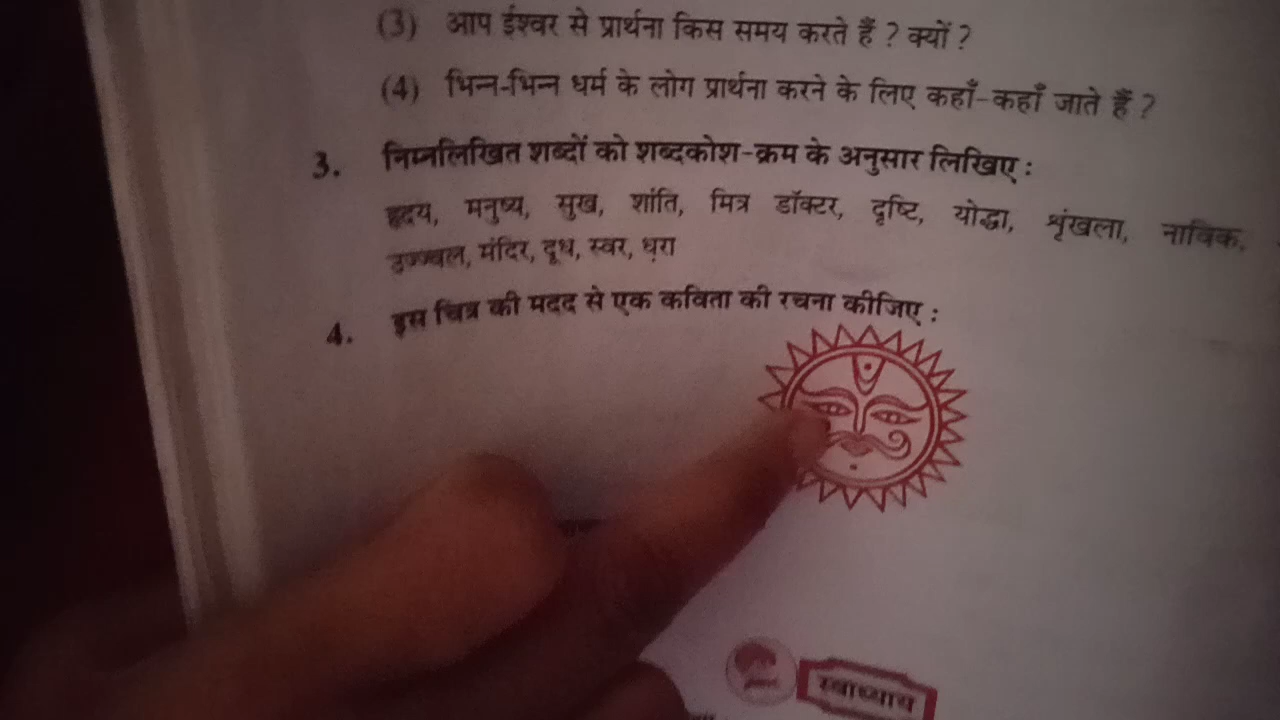 (3) आप ईश्वर से प्रार्थना किस समय करते हैं ? क्यों ?
(4) भिन्न-भिन्न धर्म के लोग प्रार्थना करने के लिए कहाँ-कहाँ जाते हैं ?
3. निम्नलिखित शब्दों को शब्दकोश-क्रम के अनुसार लिखिए :
हृदय, मनुष्य, सुख, शांति, मित्र डॉक्टर, दृष्टि, योद्धा, शृंखला, नाविक,
उज्ज्वल, मंदिर, दूध, स्वर, धरा
4. इस चित्र की मदद से एक कविता की रचना कीजिए :
स्वाध्याय